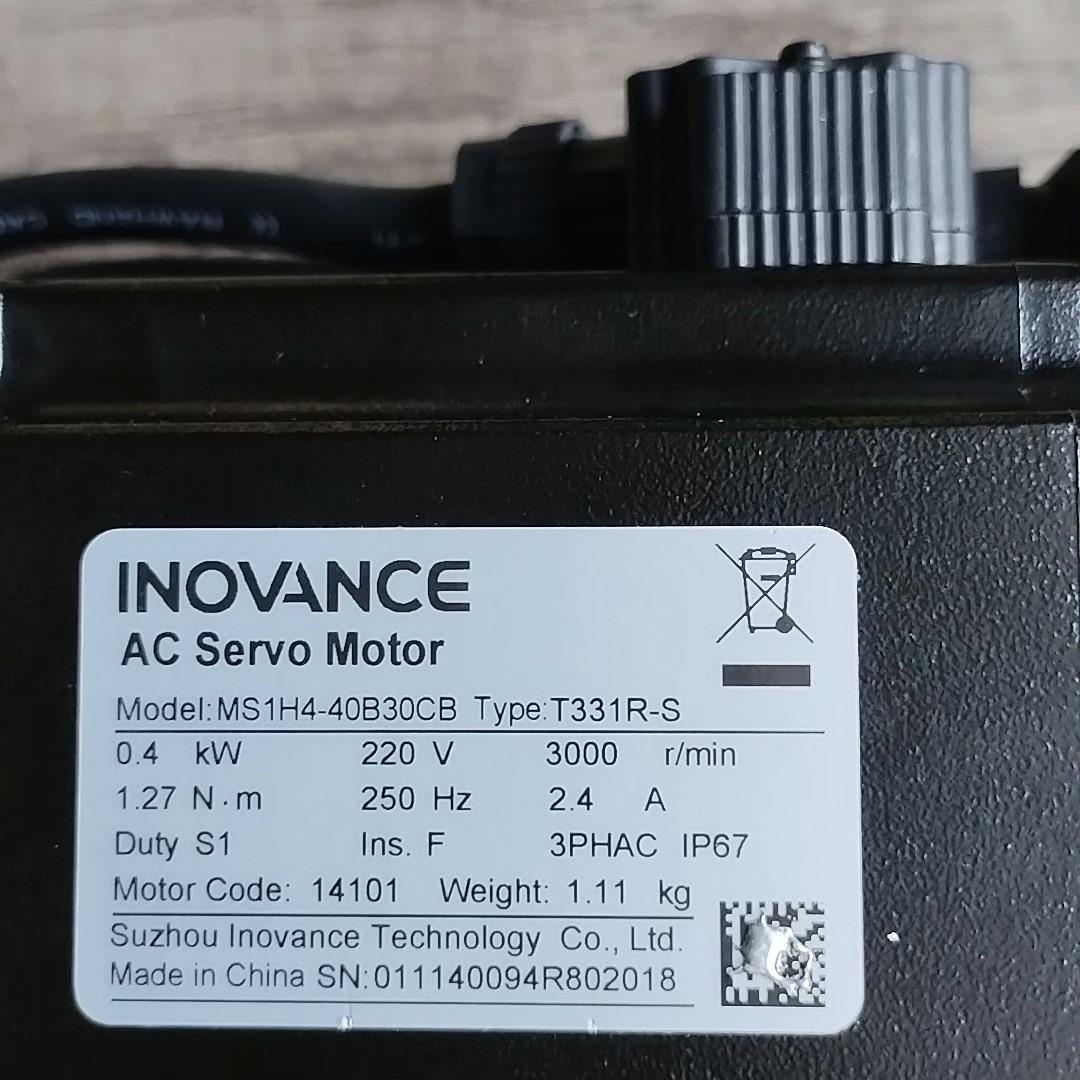 INOVANCE
AC Servo Motor
Model:MS1H4-40B30CB Type:T331R-S
0.4 kW 220 V 3000 r/min
1.27 N·m 250 Hz 2.4 A
Duty S1 Ins. F 3PHAC IP67
Motor Code: 14101 Weight: 1.11 kg
Suzhou Inovance Technology Co., Ltd.
Made in China SN:011140094R802018